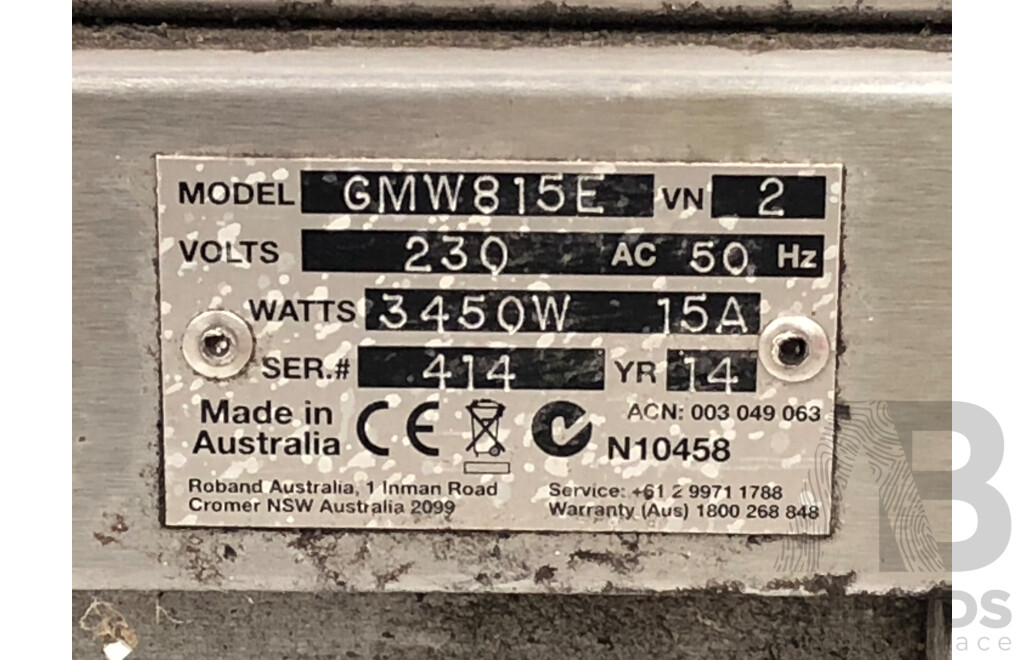 MODEL GMW815E VN 2
VOLTS 230 AC 50 Hz
WATTS 3450W 15A
SER.# 414 YR 14
Made in Australia CE
ACN: 003 049 063
N10458
Roband Australia, 1 Inman Road
Cromer NSW Australia 2099
Service: +61 2 9971 1788
Warranty (Aus) 1800 268 848